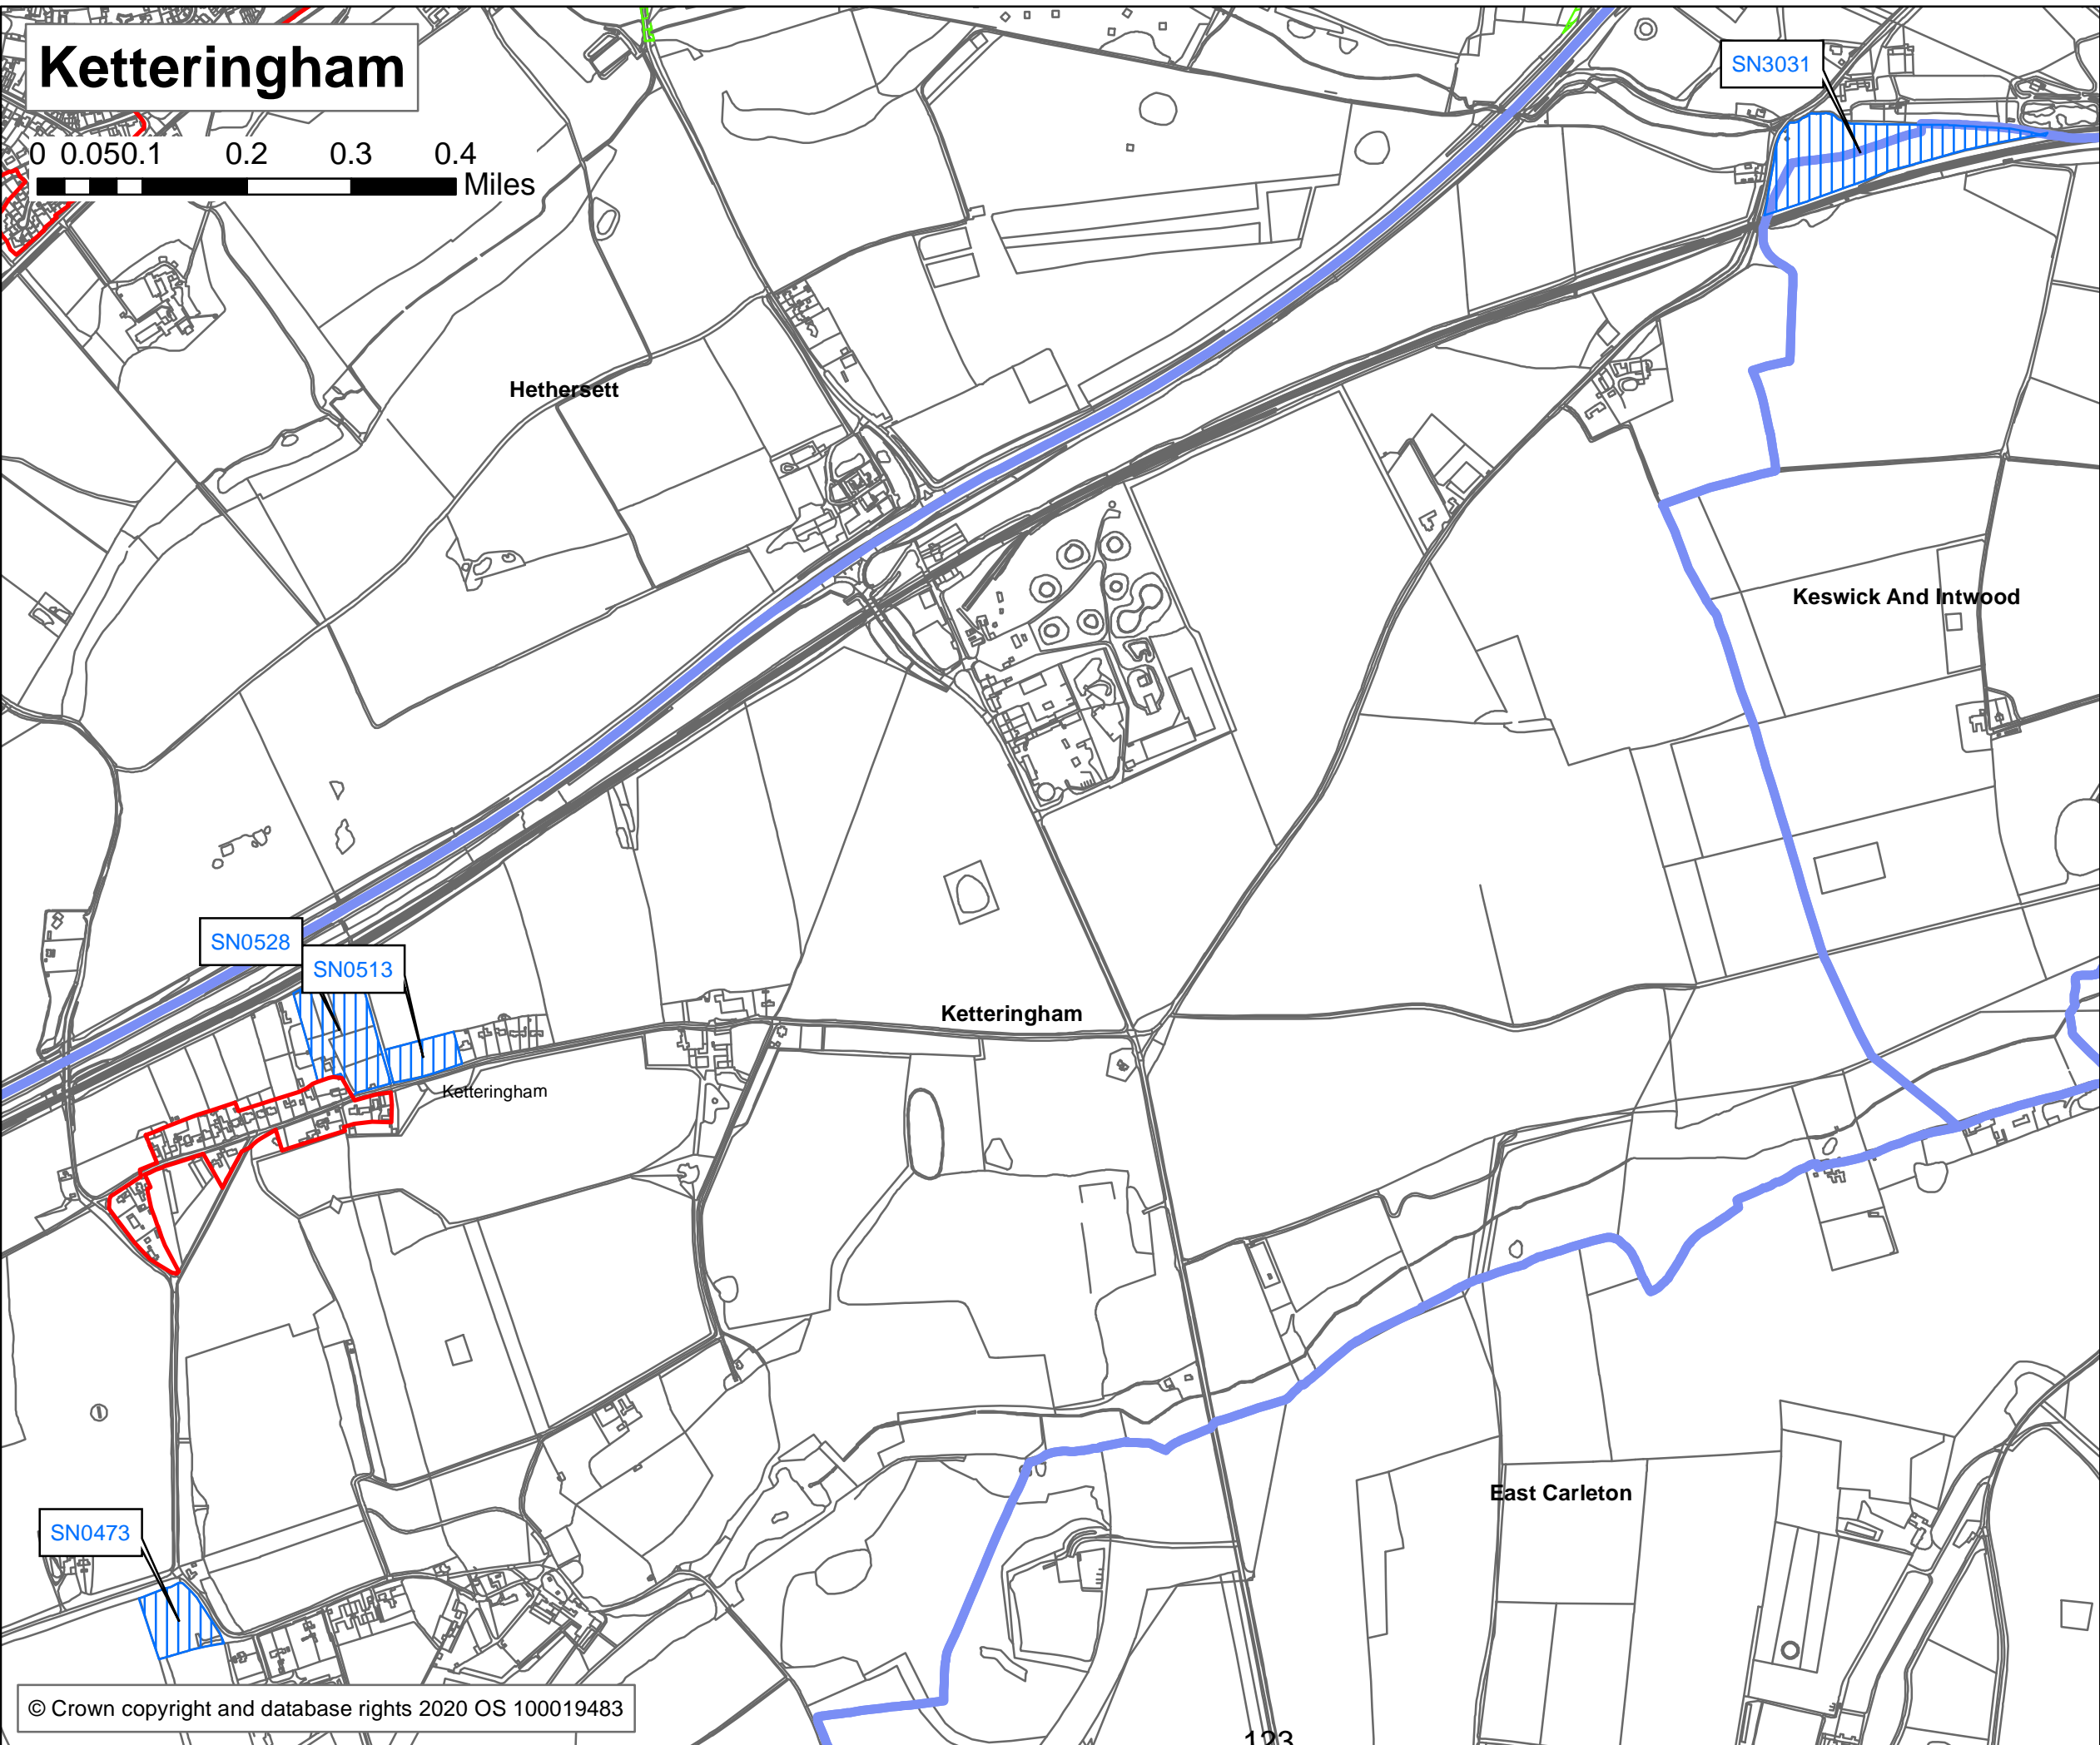 Ketteringham
0 0.050.1 0.2 0.3 0.4
Miles
SN3031
Hethersett
Keswick And Intwood
SN0528
SN0513
Ketteringham
Ketteringham
East Carleton
SN0473
© Crown copyright and database rights 2020 OS 100019483
123